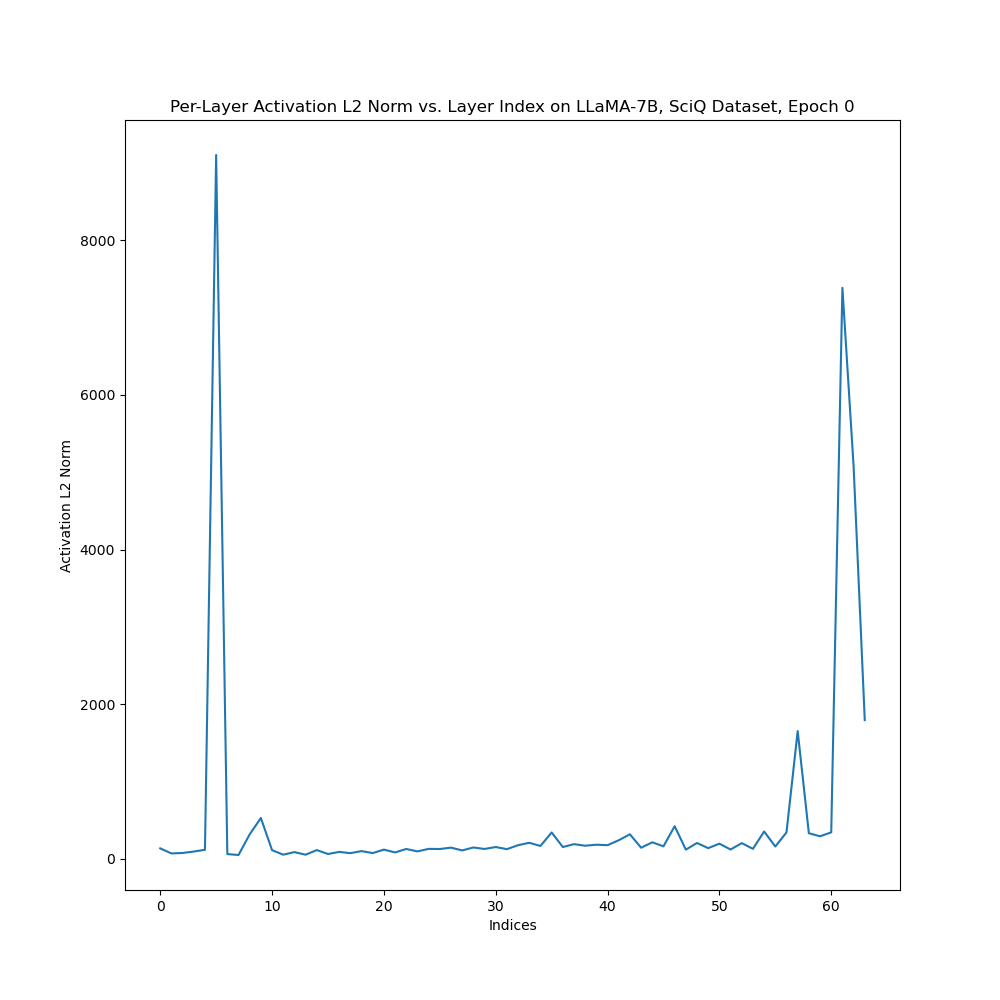 Per-Layer Activation L2 Norm vs. Layer Index on LLaMA-7B, SciQ Dataset, Epoch 0
Activation L2 Norm
8000
6000
4000
2000
0
0 10 20 30 40 50 60
Indices